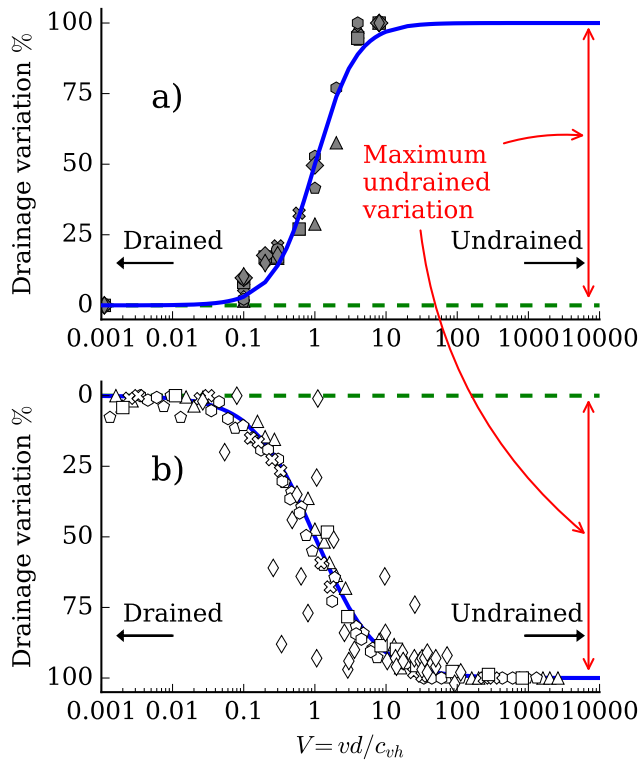 100
75
50
25
0
Drainage variation %
a)
Maximum
undrained
variation
Drained
Undrained
0.001 0.01 0.1 1 10 100 1000 10000
0
25
50
75
100
Drainage variation %
b)
Drained
Undrained
0.001 0.01 0.1 1 10 100 1000 10000
V = vd/c_{vh}